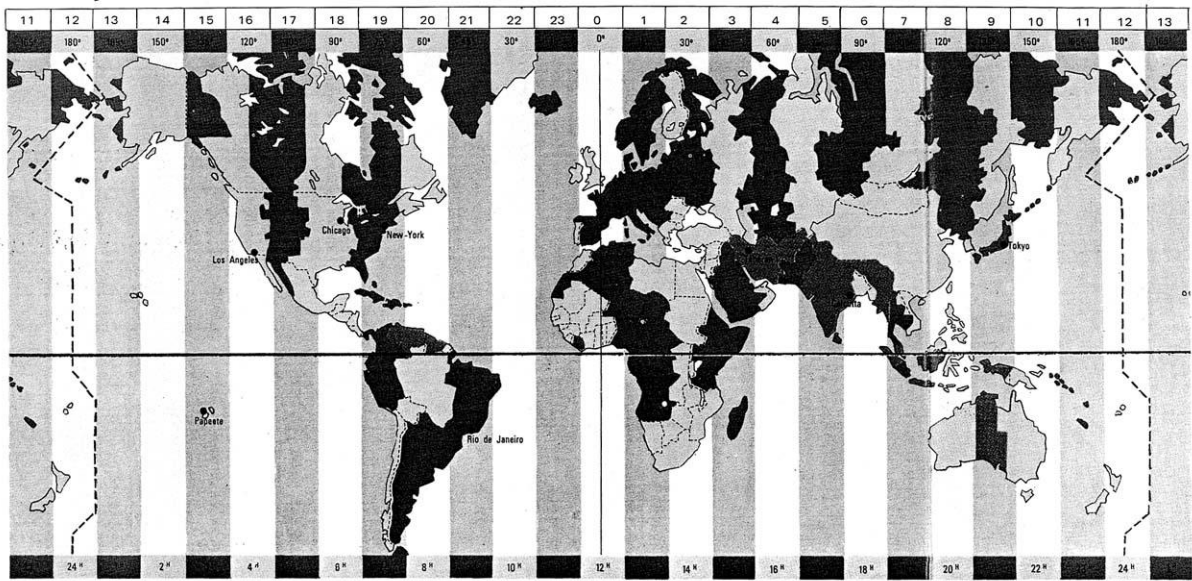 11 12 13 14 15 16 17 18 19 20 21 22 23 0 1 2 3 4 5 6 7 8 9 10 11 12 13
180° 150° 120° 90° 30° 0° 30° 60° 90° 120° 150° 180°
Chicago
New-York
Los Angeles
Tokyo
Papeete
Rio de Janeiro
24 H 2 H 4 H 6 H 8 H 10 H 12 H 14 H 16 H 18 H 20 H 22 H 24 H